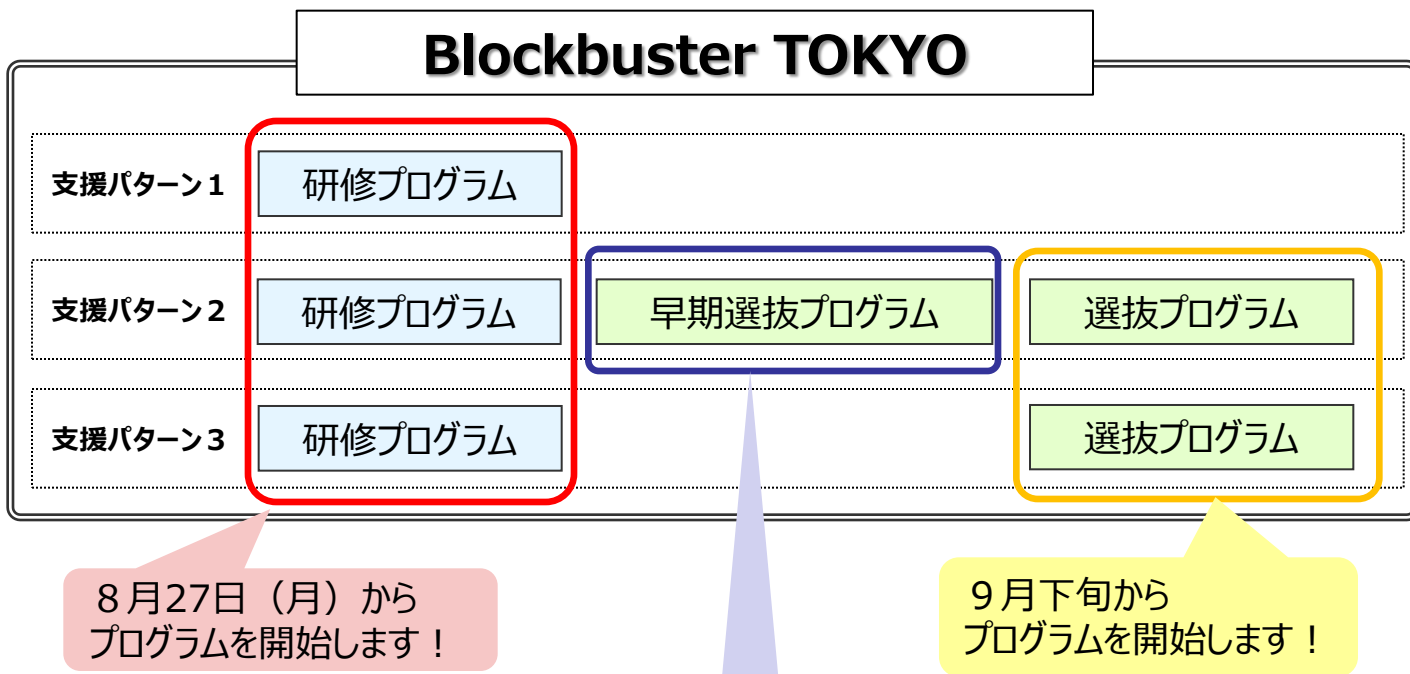 Blockbuster TOKYO
支援パターン１ 研修プログラム
支援パターン２ 研修プログラム 早期選抜プログラム 選抜プログラム
支援パターン３ 研修プログラム 選抜プログラム
８月27日（月）から
プログラムを開始します！
９月下旬から
プログラムを開始します！